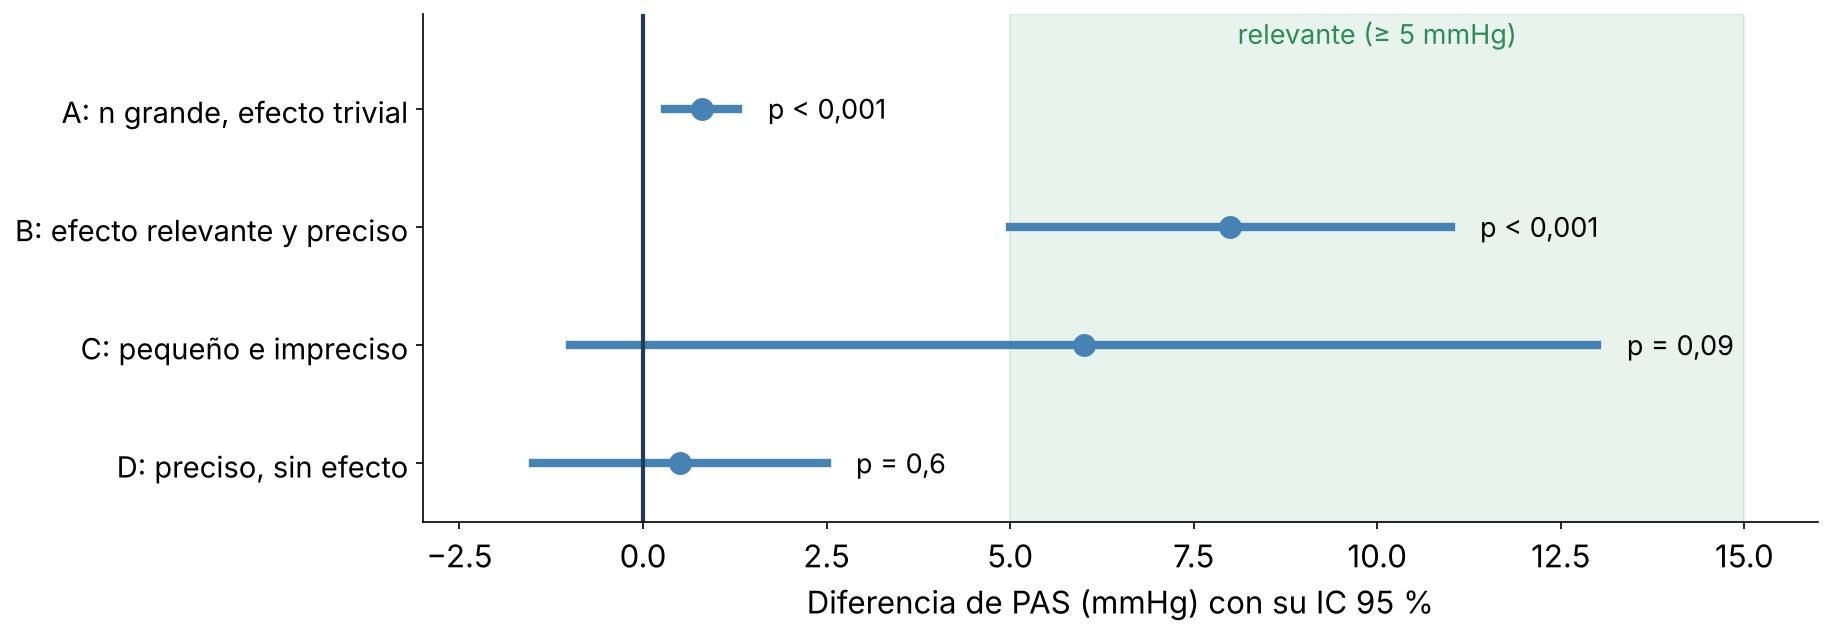 relevante (≥ 5 mmHg)
A: n grande, efecto trivial
p < 0,001
B: efecto relevante y preciso
p < 0,001
C: pequeño e impreciso
p = 0,09
D: preciso, sin efecto
p = 0,6
−2.5 0.0 2.5 5.0 7.5 10.0 12.5 15.0
Diferencia de PAS (mmHg) con su IC 95 %